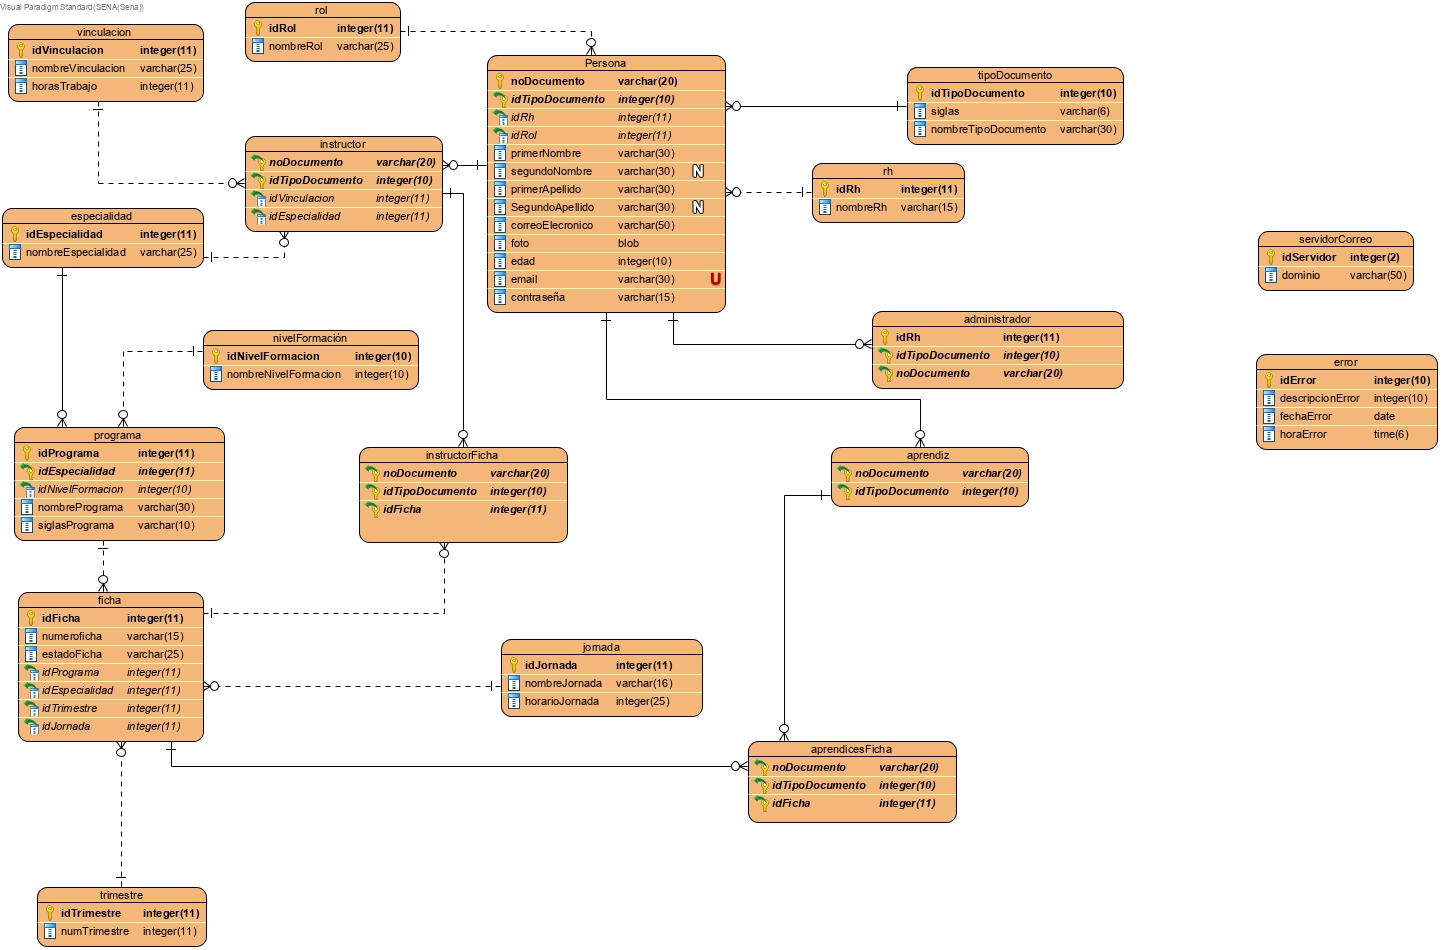 Visual Paradigm Standard(SENA(Sena))
vinculacion
idVinculacion integer(11)
nombreVinculacion varchar(25)
horasTrabajo integer(11)
rol
idRol integer(11)
nombreRol varchar(25)
Persona
noDocumento varchar(20)
idTipoDocumento integer(10)
idRh integer(11)
idRol integer(11)
primerNombre varchar(30)
segundoNombre varchar(30) N
primerApellido varchar(30)
SegundoApellido varchar(30) N
correoElecronico varchar(50)
foto blob
edad integer(10)
email varchar(30) U
contraseña varchar(15)
tipoDocumento
idTipoDocumento integer(10)
siglas varchar(6)
nombreTipoDocumento varchar(30)
instructor
noDocumento varchar(20)
idTipoDocumento integer(10)
idVinculacion integer(11)
idEspecialidad integer(11)
rh
idRh integer(11)
nombreRh varchar(15)
especialidad
idEspecialidad integer(11)
nombreEspecialidad varchar(25)
servidorCorreo
idServidor integer(2)
dominio varchar(50)
nivelFormación
idNivelFormacion integer(10)
nombreNivelFormacion integer(10)
administrador
idRh integer(11)
idTipoDocumento integer(10)
noDocumento varchar(20)
error
idError integer(10)
descripcionError integer(10)
fechaError date
horaError time(6)
programa
idPrograma integer(11)
idEspecialidad integer(11)
idNivelFormacion integer(10)
nombrePrograma varchar(30)
siglasPrograma varchar(10)
instructorFicha
noDocumento varchar(20)
idTipoDocumento integer(10)
idFicha integer(11)
aprendiz
noDocumento varchar(20)
idTipoDocumento integer(10)
ficha
idFicha integer(11)
numeroficha varchar(15)
estadoFicha varchar(25)
idPrograma integer(11)
idEspecialidad integer(11)
idTrimestre integer(11)
idJornada integer(11)
jornada
idJornada integer(11)
nombreJornada varchar(16)
horarioJornada integer(25)
aprendicesFicha
noDocumento varchar(20)
idTipoDocumento integer(10)
idFicha integer(11)
trimestre
idTrimestre integer(11)
numTrimestre integer(11)